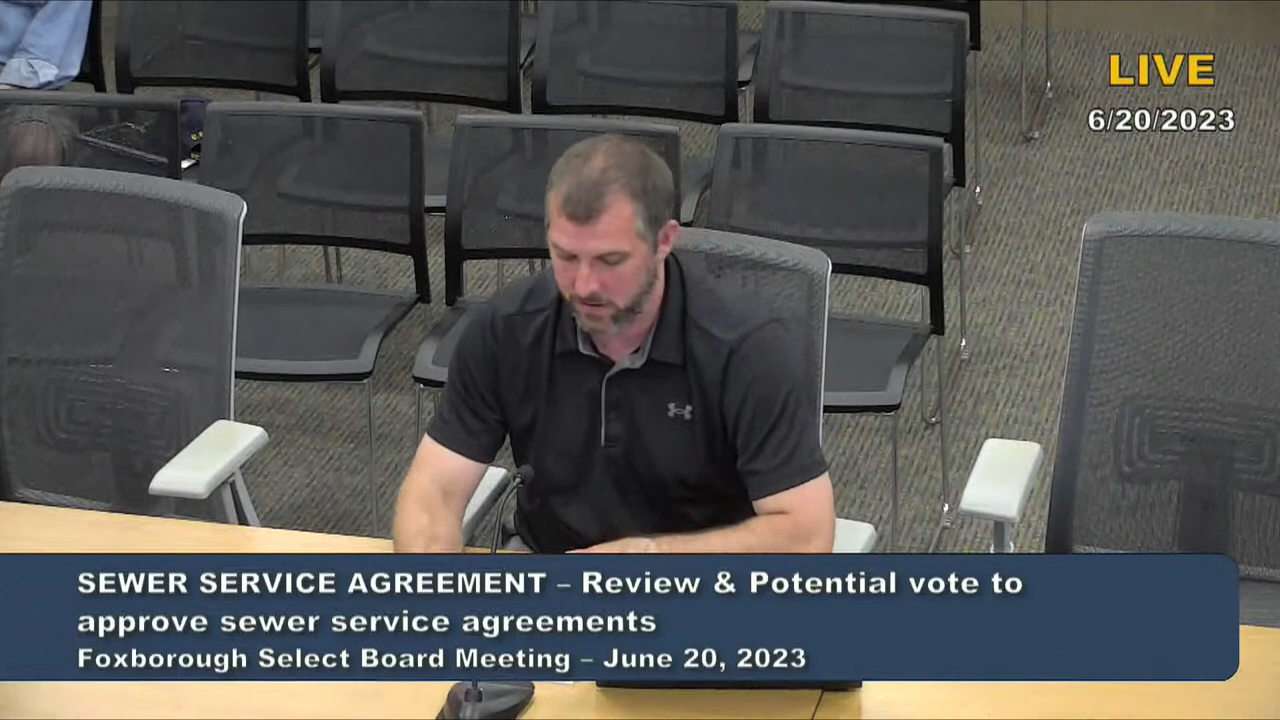 LIVE
6/20/2023
SEWER SERVICE AGREEMENT – Review & Potential vote to
approve sewer service agreements
Foxborough Select Board Meeting – June 20, 2023